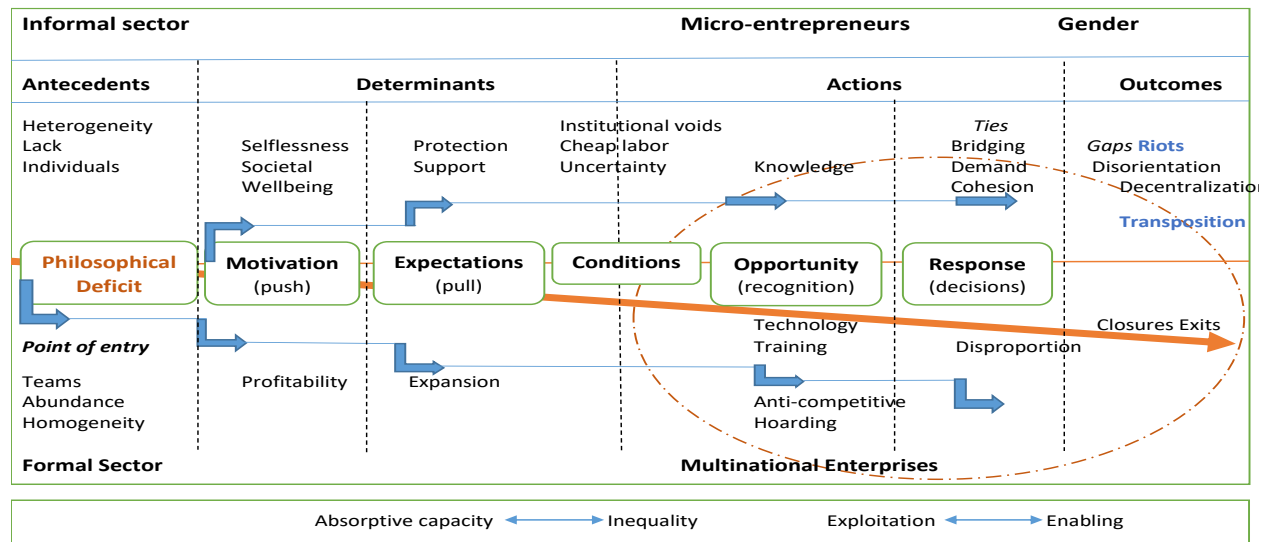 Informal sector Micro-entrepreneurs Gender
Antecedents Determinants Actions Outcomes
Heterogeneity
Lack
Individuals
Selflessness
Societal
Wellbeing
Protection
Support
Institutional voids
Cheap labor
Uncertainty
Knowledge
Ties
Bridging
Demand
Cohesion
Gaps Riots
Disorientation
Decentralization
Transposition
Philosophical
Deficit
Motivation
(push)
Expectations
(pull)
Conditions
Opportunity
(recognition)
Response
(decisions)
Point of entry
Teams
Abundance
Homogeneity
Profitability
Expansion
Technology
Training
Anti-competitive
Hoarding
Disproportion
Closures Exits
Formal Sector Multinational Enterprises
Absorptive capacity Inequality Exploitation Enabling